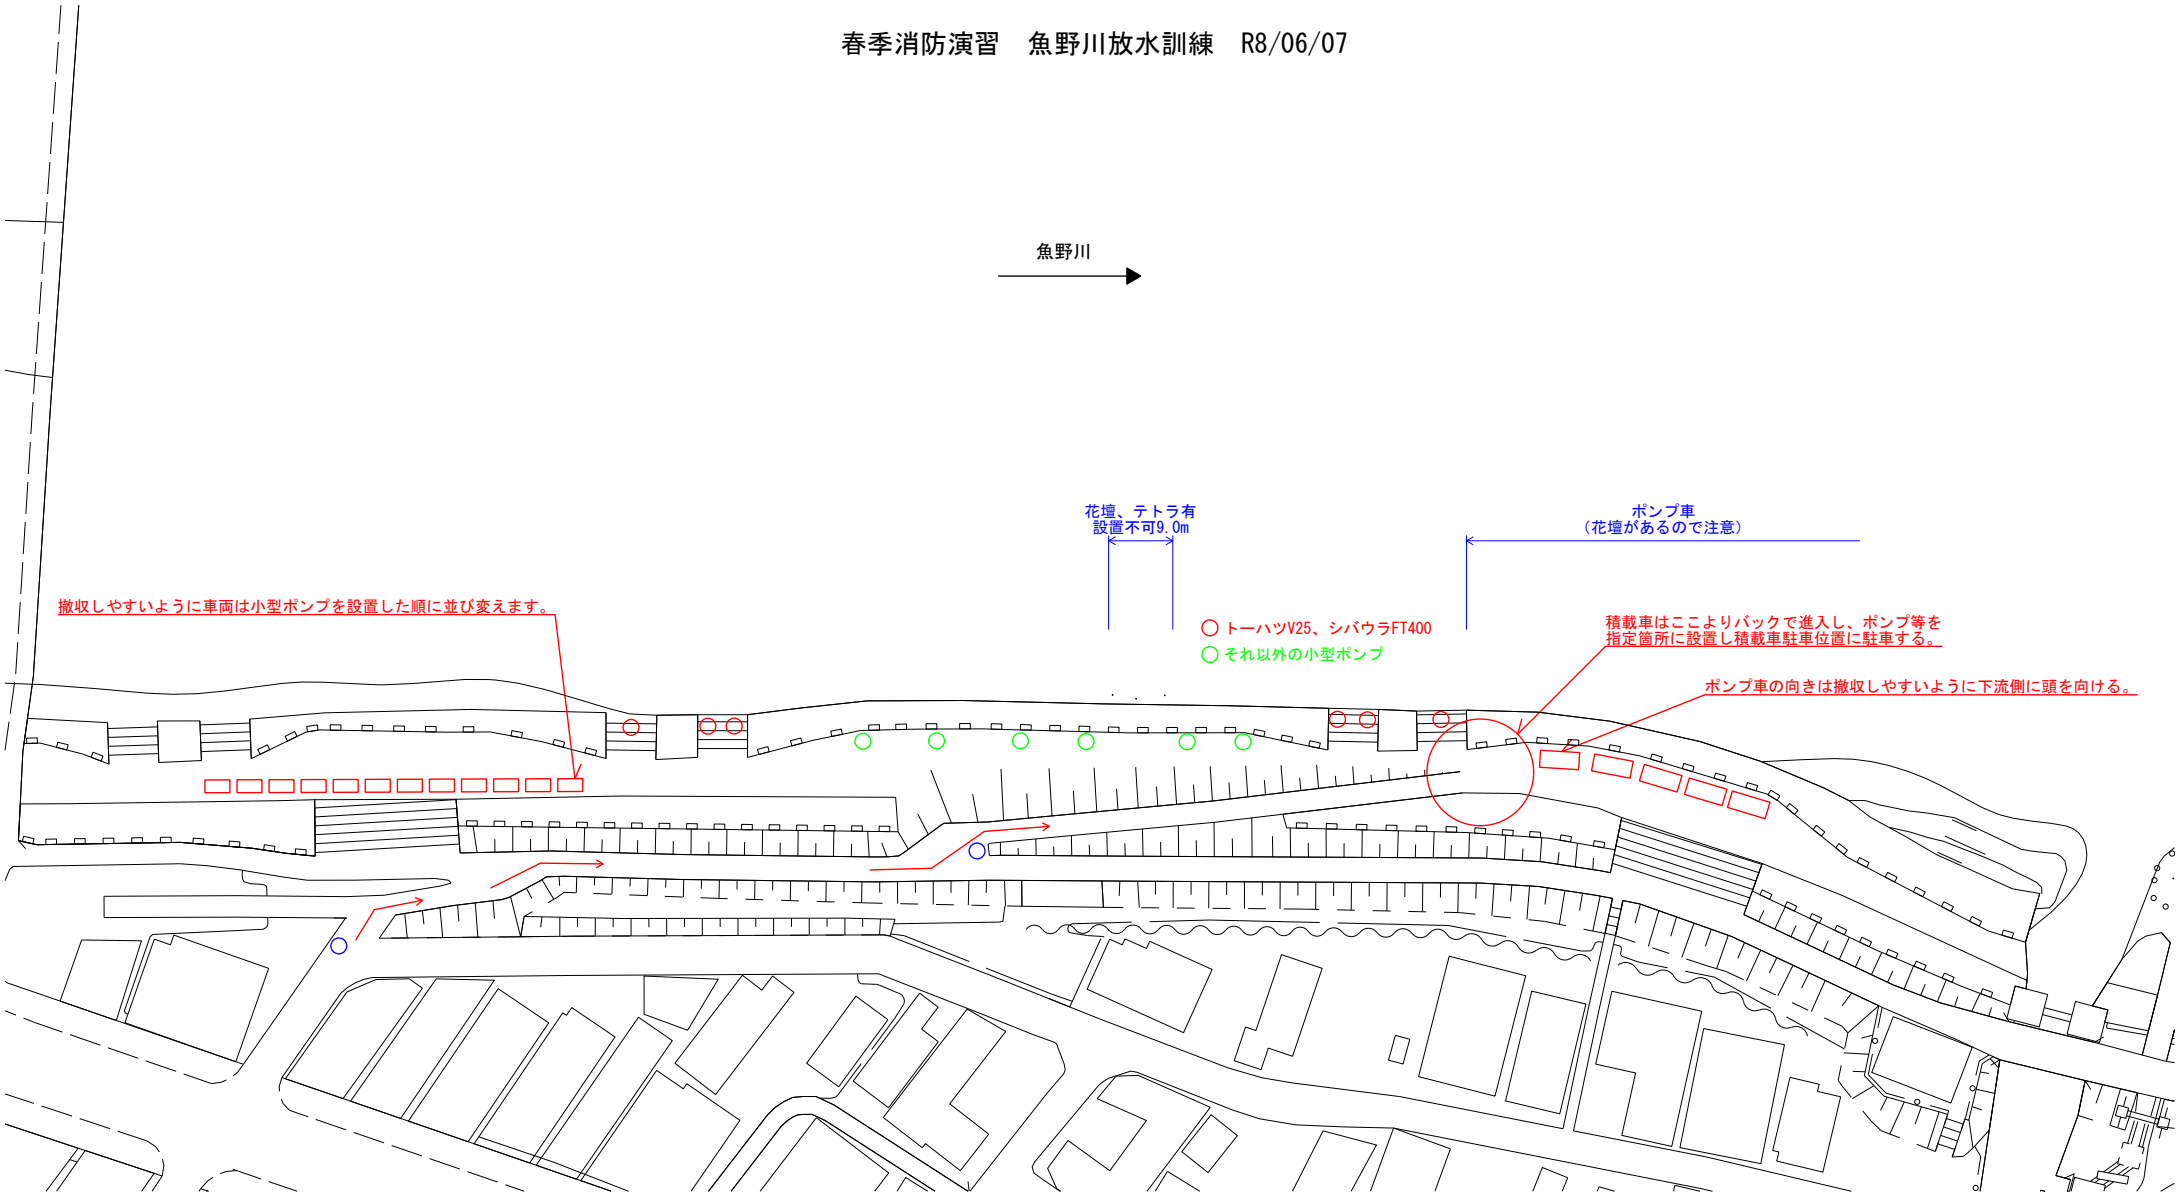 春季消防演習　魚野川放水訓練　R8/06/07
魚野川
花壇、テトラ有
設置不可9.0m
ポンプ車
（花壇があるので注意）
撤収しやすいように車両は小型ポンプを設置した順に並び変えます。
トーハツV25、シバウラFT400
それ以外の小型ポンプ
積載車はここよりバックで進入し、ポンプ等を
指定箇所に設置し積載車駐車位置に駐車する。
ポンプ車の向きは撤収しやすいように下流側に頭を向ける。